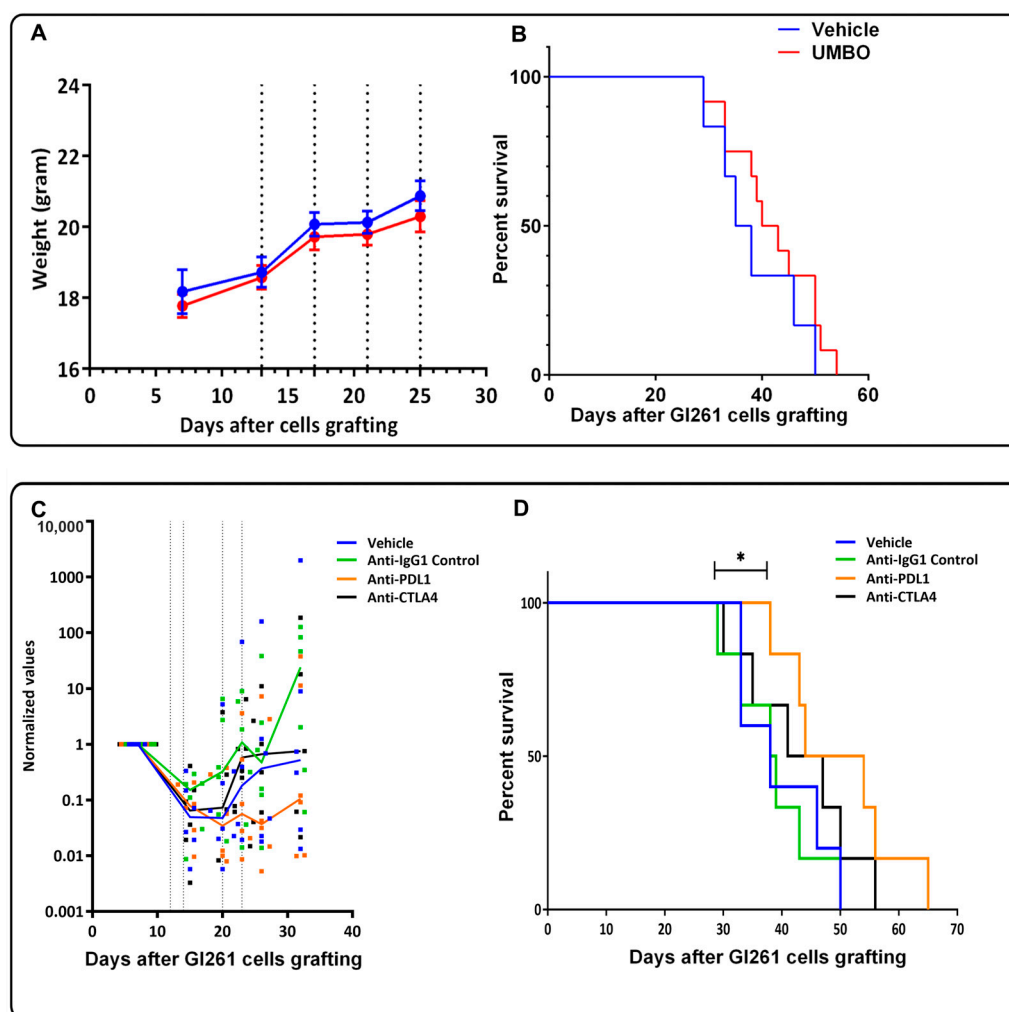 A
24
22
20
18
16
Weight (gram)
0 5 10 15 20 25 30
Days after cells grafting
B
Vehicle
UMBO
100
50
0
Percent survival
0 20 40 60
Days after GI261 cells grafting
C
10,000
1000
100
10
1
0.1
0.01
0.001
Normalized values
Vehicle
Anti-IgG1 Control
Anti-PDL1
Anti-CTLA4
0 10 20 30 40
Days after GI261 cells grafting
D
*
Vehicle
Anti-IgG1 Control
Anti-PDL1
Anti-CTLA4
100
50
0
Percent survival
0 10 20 30 40 50 60 70
Days after GI261 cells grafting